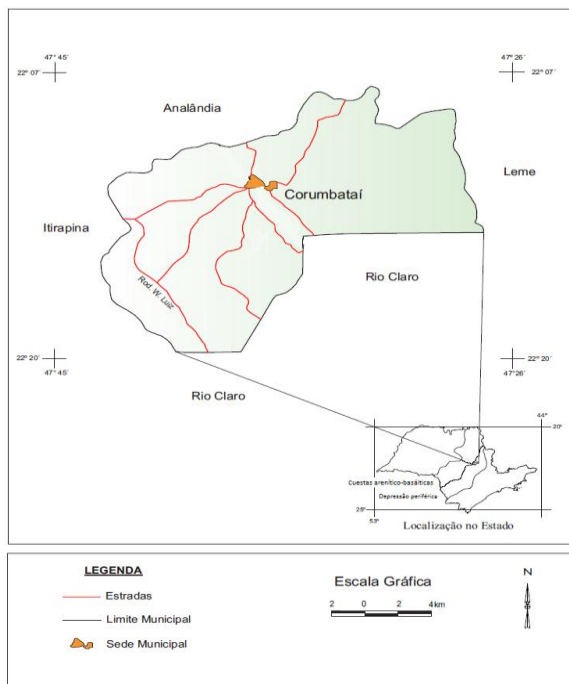 47° 45´
47° 26´
22° 07´
22° 07´
Analândia
Leme
Corumbataí
Itirapina
Rio Claro
Rod. W. Luiz
22° 20´
22° 20´
47° 45´
47° 26´
Rio Claro
44°
20°
Cuestas arenítico-basálticas
Depressão periférica
25°
53°
Localização no Estado
LEGENDA
Estradas
Limite Municipal
Sede Municipal
Escala Gráfica
2 0 2 4km
N